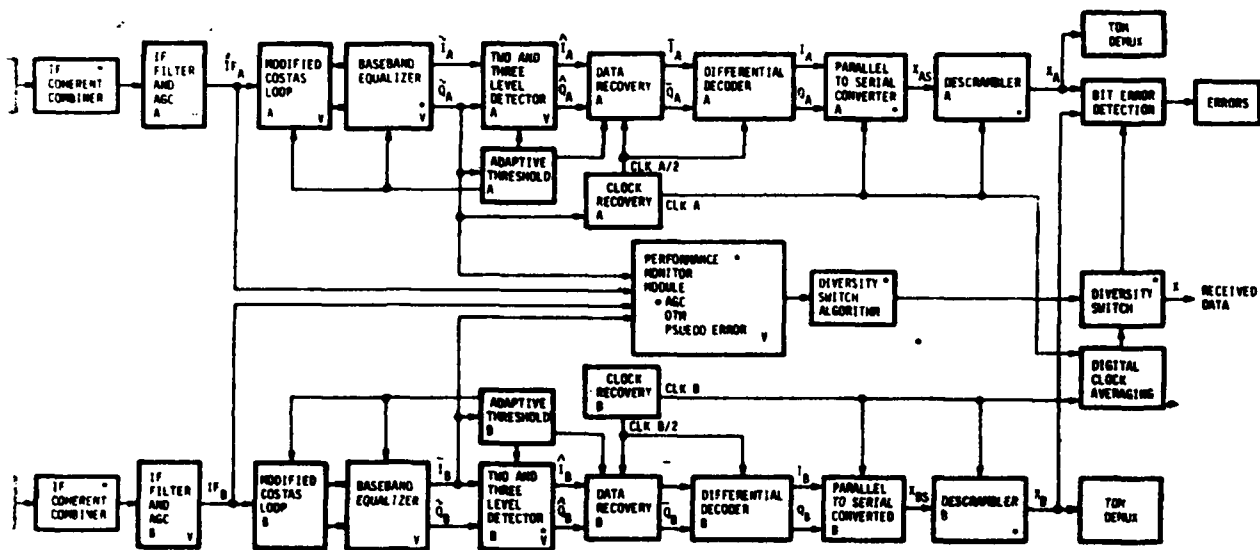 IF
COHERENT
COMBINER
IF
FILTER
AND
AGC
A
IF_A
MODIFIED
COSTAS
LOOP
A
V
BASEBAND
EQUALIZER
V
Ĩ_A
Q̃_A
TWO AND
THREE
LEVEL
DETECTOR
A
V
Î_A
Q̂_A
DATA
RECOVERY
A
Ī_A
Q̄_A
DIFFERENTIAL
DECODER
A
I_A
Q_A
PARALLEL
TO SERIAL
CONVERTER
A
X_AS
DESCRAMBLER
A
X_A
TDM
DEMUX
BIT ERROR
DETECTION
ERRORS
ADAPTIVE
THRESHOLD
A
CLK A/2
CLOCK
RECOVERY
A
CLK A
PERFORMANCE
MONITOR
MODULE
AGC
OTM
PSUEDO ERROR
V
DIVERSITY
SWITCH
ALGORITHM
DIVERSITY
SWITCH
X
RECEIVED
DATA
DIGITAL
CLOCK
AVERAGING
ADAPTIVE
THRESHOLD
B
CLOCK
RECOVERY
B
CLK B
CLK B/2
IF
COHERENT
COMBINER
IF
FILTER
AND
AGC
B
V
IF_B
MODIFIED
COSTAS
LOOP
B
BASEBAND
EQUALIZER
V
Ĩ_B
Q̃_B
TWO AND
THREE
LEVEL
DETECTOR
B
V
Î_B
Q̂_B
DATA
RECOVERY
B
Q̄_B
DIFFERENTIAL
DECODER
B
I_B
Q_B
PARALLEL
TO SERIAL
CONVERTED
B
X_BS
DESCRAMBLER
B
X_B
TDM
DEMUX